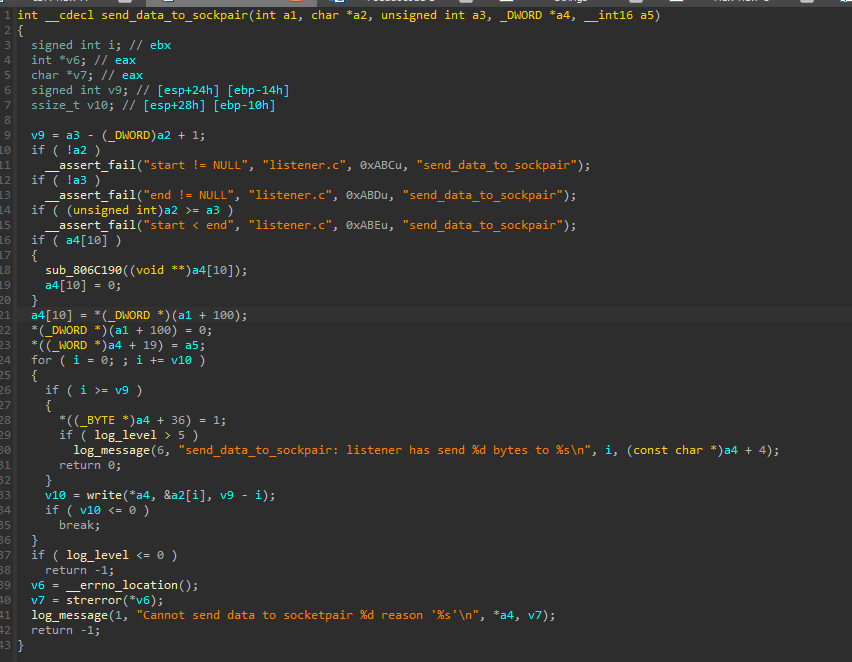 1 int __cdecl send_data_to_sockpair(int a1, char *a2, unsigned int a3, _DWORD *a4, __int16 a5)
2 {
3 signed int i; // ebx
4 int *v6; // eax
5 char *v7; // eax
6 signed int v9; // [esp+24h] [ebp-14h]
7 ssize_t v10; // [esp+28h] [ebp-10h]
8
9 v9 = a3 - (_DWORD)a2 + 1;
10 if ( !a2 )
11 __assert_fail("start != NULL", "listener.c", 0xABCu, "send_data_to_sockpair");
12 if ( !a3 )
13 __assert_fail("end != NULL", "listener.c", 0xABDu, "send_data_to_sockpair");
14 if ( (unsigned int)a2 >= a3 )
15 __assert_fail("start < end", "listener.c", 0xABEu, "send_data_to_sockpair");
16 if ( a4[10] )
17 {
18 sub_806C190((void **)a4[10]);
19 a4[10] = 0;
20 }
21 a4[10] = *(_DWORD *)(a1 + 100);
22 *(_DWORD *)(a1 + 100) = 0;
23 *((_WORD *)a4 + 19) = a5;
24 for ( i = 0; ; i += v10 )
25 {
26 if ( i >= v9 )
27 {
28 *((_BYTE *)a4 + 36) = 1;
29 if ( log_level > 5 )
30 log_message(6, "send_data_to_sockpair: listener has send %d bytes to %s\n", i, (const char *)a4 + 4);
31 return 0;
32 }
33 v10 = write(*a4, &a2[i], v9 - i);
34 if ( v10 <= 0 )
35 break;
36 }
37 if ( log_level <= 0 )
38 return -1;
39 v6 = __errno_location();
40 v7 = strerror(*v6);
41 log_message(1, "Cannot send data to socketpair %d reason '%s'\n", *a4, v7);
42 return -1;
43 }